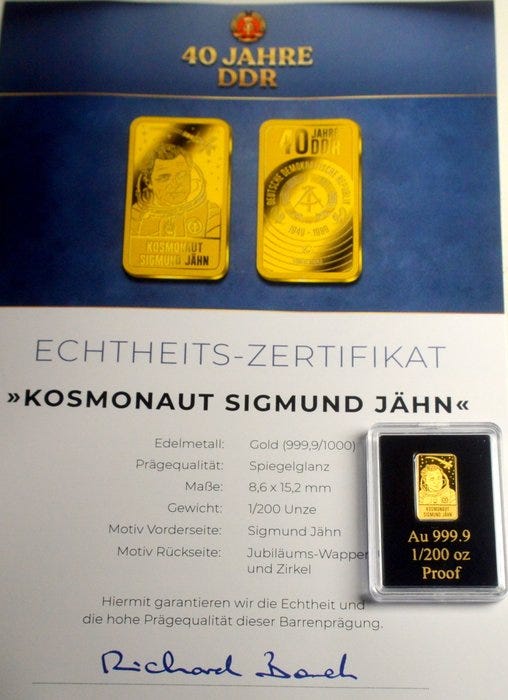 40 JAHRE
DDR
KOSMONAUT
SIGMUND JÄHN
40 JAHRE
DDR
DEUTSCHE DEMOKRATISCHE REPUBLIK
1949 - 1989
ECHTHEITS-ZERTIFIKAT
»KOSMONAUT SIGMUND JÄHN«
Edelmetall: Gold (999,9/1000)
Prägequalität: Spiegelglanz
Maße: 8,6 x 15,2 mm
Gewicht: 1/200 Unze
Motiv Vorderseite: Sigmund Jähn
Motiv Rückseite: Jubiläums-Wappen
und Zirkel
KOSMONAUT
SIGMUND JÄHN
Au 999.9
1/200 oz
Proof
Hiermit garantieren wir die Echtheit und
die hohe Prägequalität dieser Barrenprägung.